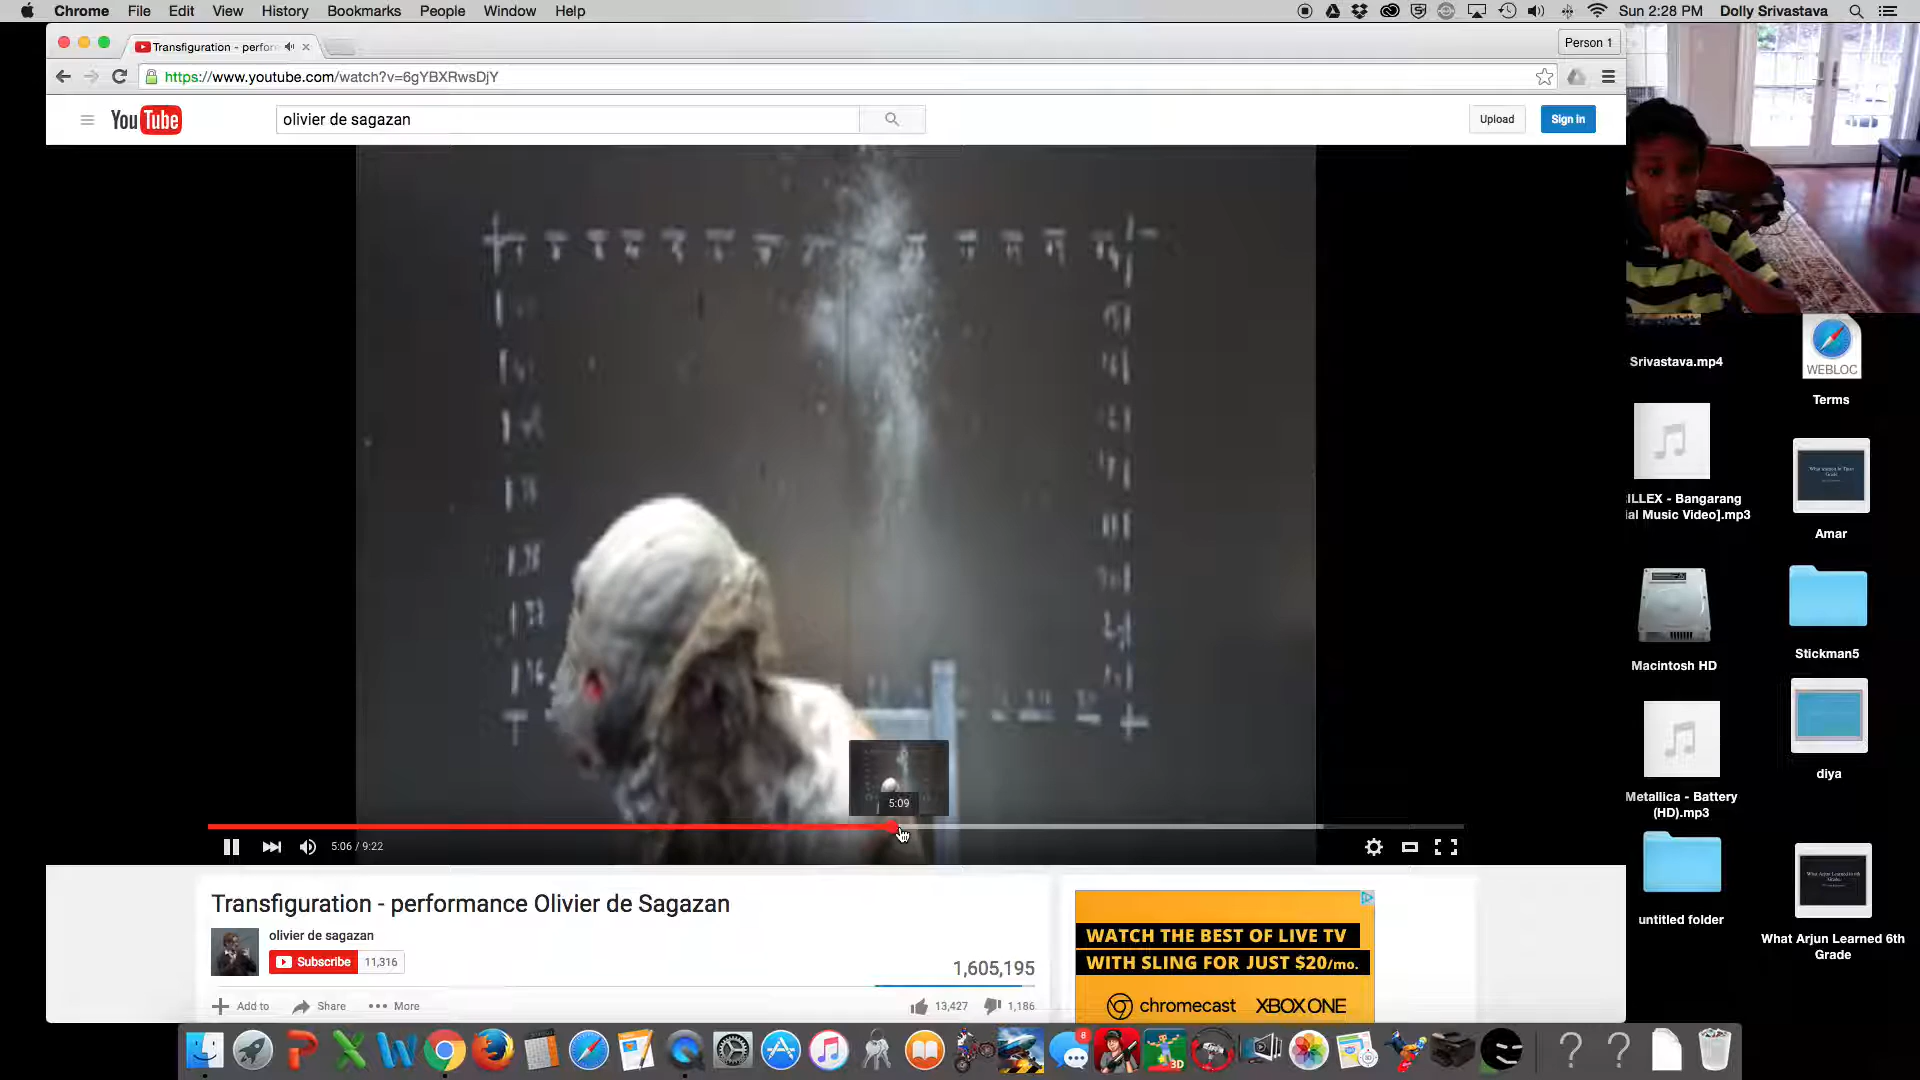 Chrome File Edit View History Bookmarks People Window Help
Sun 2:28 PM Dolly Srivastava
Transfiguration - perfor
Person 1
https://www.youtube.com/watch?v=6gYBXRwsDjY
YouTube
olivier de sagazan
Upload
Sign in
Srivastava.mp4
WEBLOC
Terms
ILLEX - Bangarang
ial Music Video].mp3
Amar
Macintosh HD
Stickman5
diya
Metallica - Battery
(HD).mp3
untitled folder
What Arjun Learned 6th
Grade
5:09
5:06 / 9:22
Transfiguration - performance Olivier de Sagazan
olivier de sagazan
Subscribe 11,316
1,605,195
Add to Share More
13,427 1,186
WATCH THE BEST OF LIVE TV
WITH SLING FOR JUST $20/mo.
chromecast XBOX ONE
8
3D